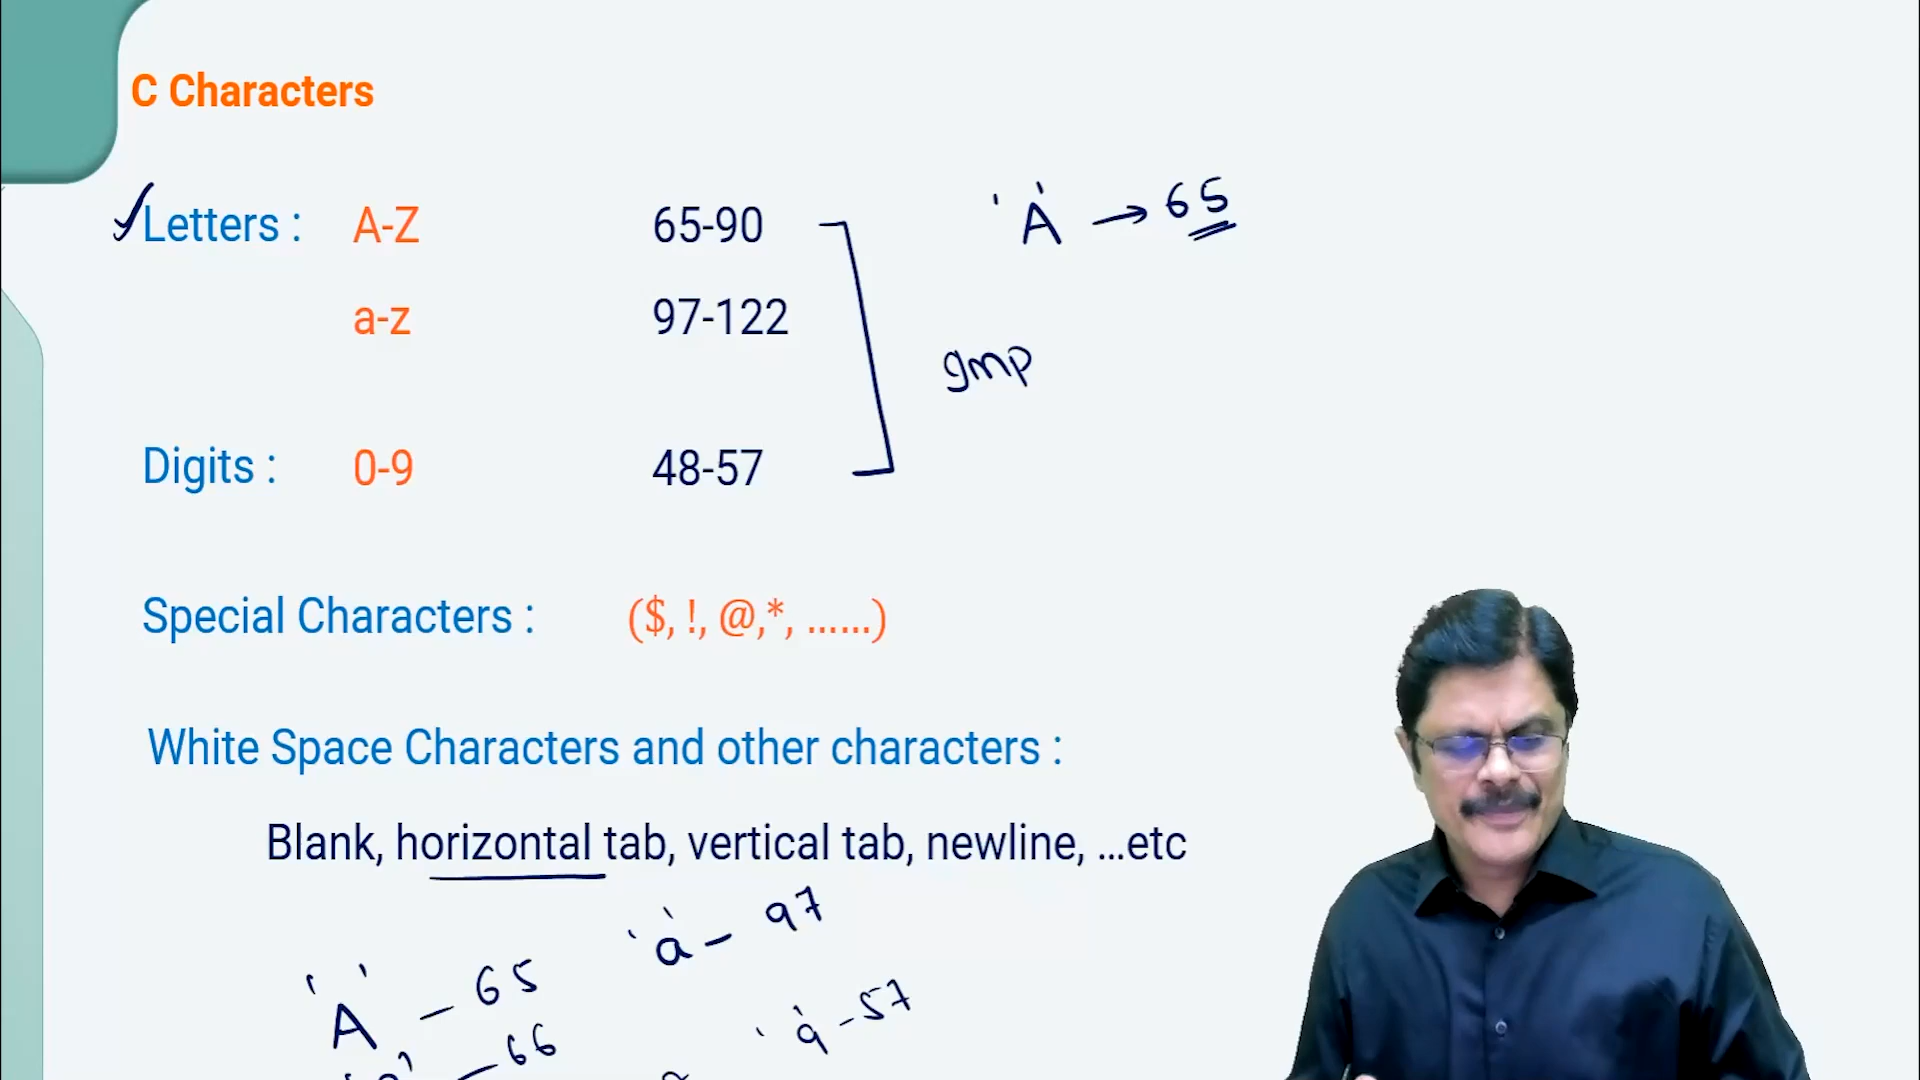 C Characters
Letters : A-Z 65-90 'A' → 65
a-z 97-122
gmp
Digits : 0-9 48-57
Special Characters : ($, !, @,*, ......)
White Space Characters and other characters :
Blank, horizontal tab, vertical tab, newline, ...etc
'a' - 97
'A' - 65
'9' - 57
- 66